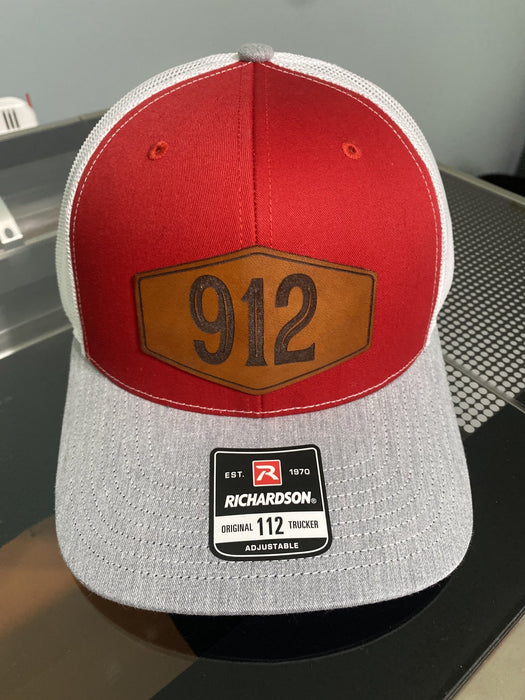 912
EST. R 1970
RICHARDSON®
ORIGINAL 112 TRUCKER
ADJUSTABLE